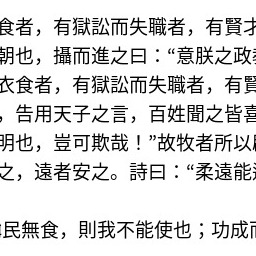 食者，有獄訟而失職者，有賢才
朝也，攝而進之曰：“意朕之政教
衣食者，有獄訟而失職者，有賢
，告用天子之言，百姓聞之皆喜
明也，豈可欺哉！”故牧者所以
之，遠者安之。詩曰：“柔遠能
民無食，則我不能使也；功成而